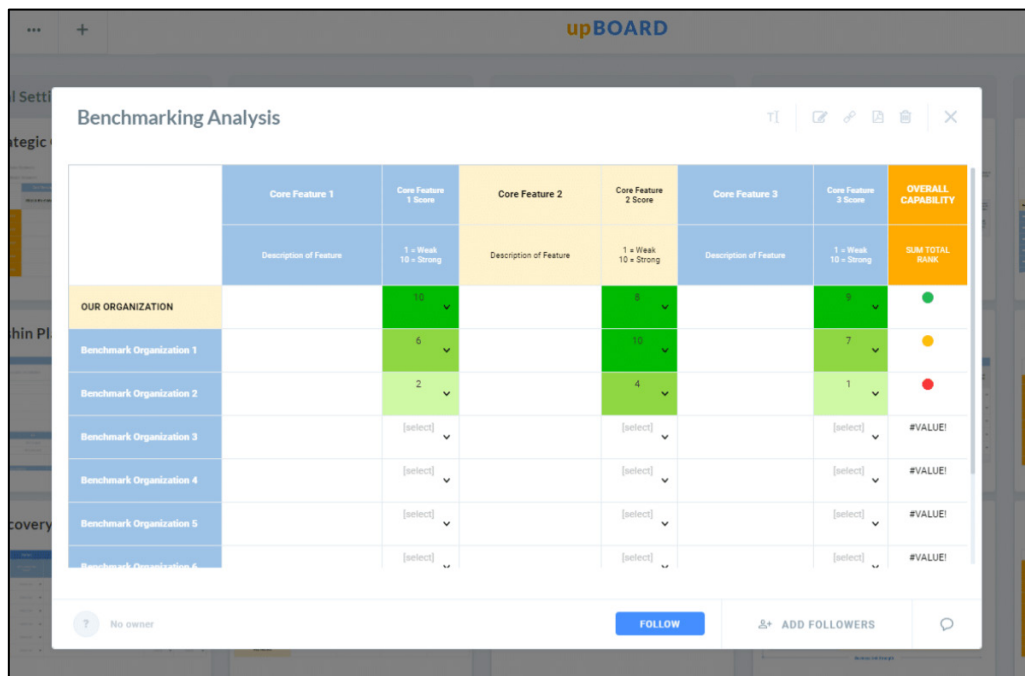 ... +
upBOARD
Benchmarking Analysis
Core Feature 1
Core Feature
1 Score
Core Feature 2
Core Feature
2 Score
Core Feature 3
Core Feature
3 Score
OVERALL
CAPABILITY
Description of Feature
1 = Weak
10 = Strong
Description of Feature
1 = Weak
10 = Strong
Description of Feature
1 = Weak
10 = Strong
SUM TOTAL
RANK
OUR ORGANIZATION 10 8 9
Benchmark Organization 1 6 10 7
Benchmark Organization 2 2 4 1
Benchmark Organization 3 [select] [select] [select] #VALUE!
Benchmark Organization 4 [select] [select] [select] #VALUE!
Benchmark Organization 5 [select] [select] [select] #VALUE!
Benchmark Organization 6 [select] [select] [select] #VALUE!
? No owner FOLLOW ADD FOLLOWERS